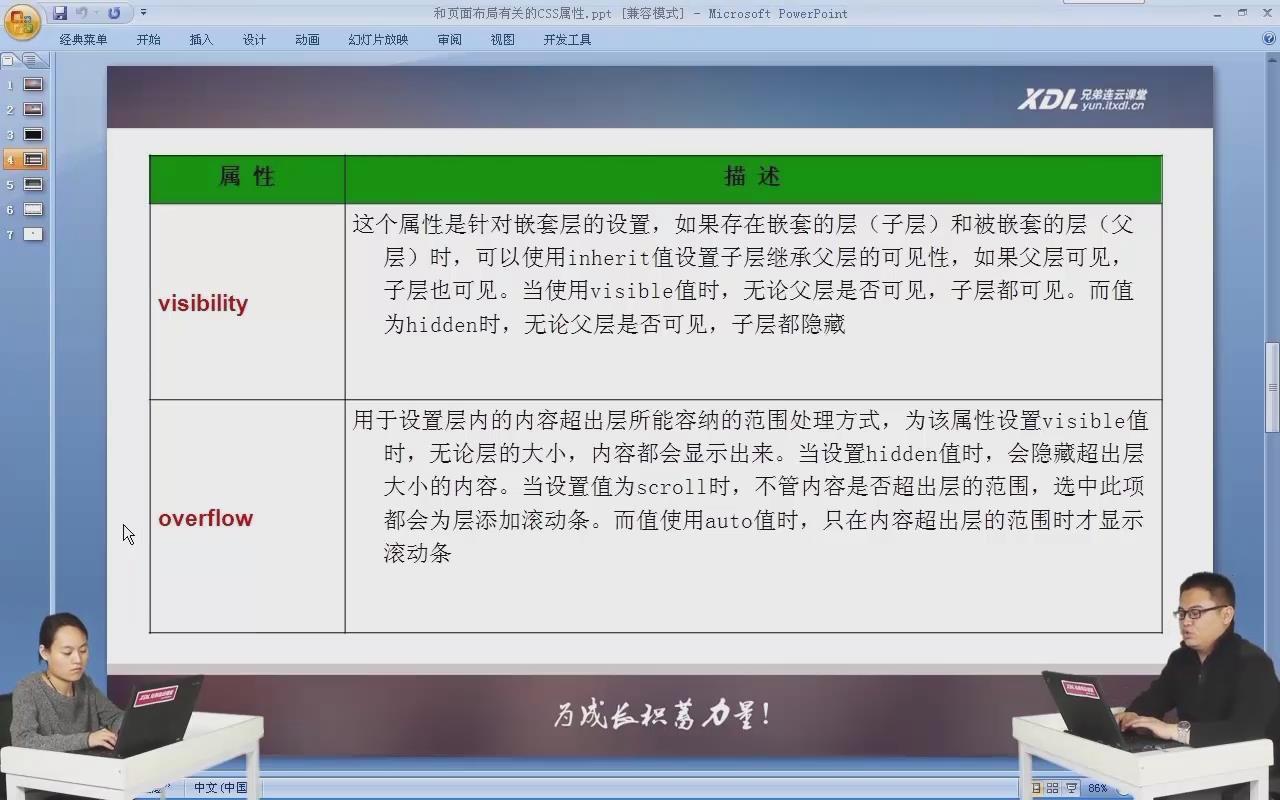 和页面布局有关的CSS属性.ppt [兼容模式] - Microsoft PowerPoint
经典菜单 开始 插入 设计 动画 幻灯片放映 审阅 视图 开发工具
XDL 兄弟连云课堂
yun.itxdl.cn
1
2
3
4
5
6
7
属 性 描 述
visibility
这个属性是针对嵌套层的设置，如果存在嵌套的层（子层）和被嵌套的层（父
层）时，可以使用inherit值设置子层继承父层的可见性，如果父层可见，
子层也可见。当使用visible值时，无论父层是否可见，子层都可见。而值
为hidden时，无论父层是否可见，子层都隐藏
overflow
用于设置层内的内容超出层所能容纳的范围处理方式，为该属性设置visible值
时，无论层的大小，内容都会显示出来。当设置hidden值时，会隐藏超出层
大小的内容。当设置值为scroll时，不管内容是否超出层的范围，选中此项
都会为层添加滚动条。而值使用auto值时，只在内容超出层的范围时才显示
滚动条
为成长积蓄力量！
中文(中国
86%